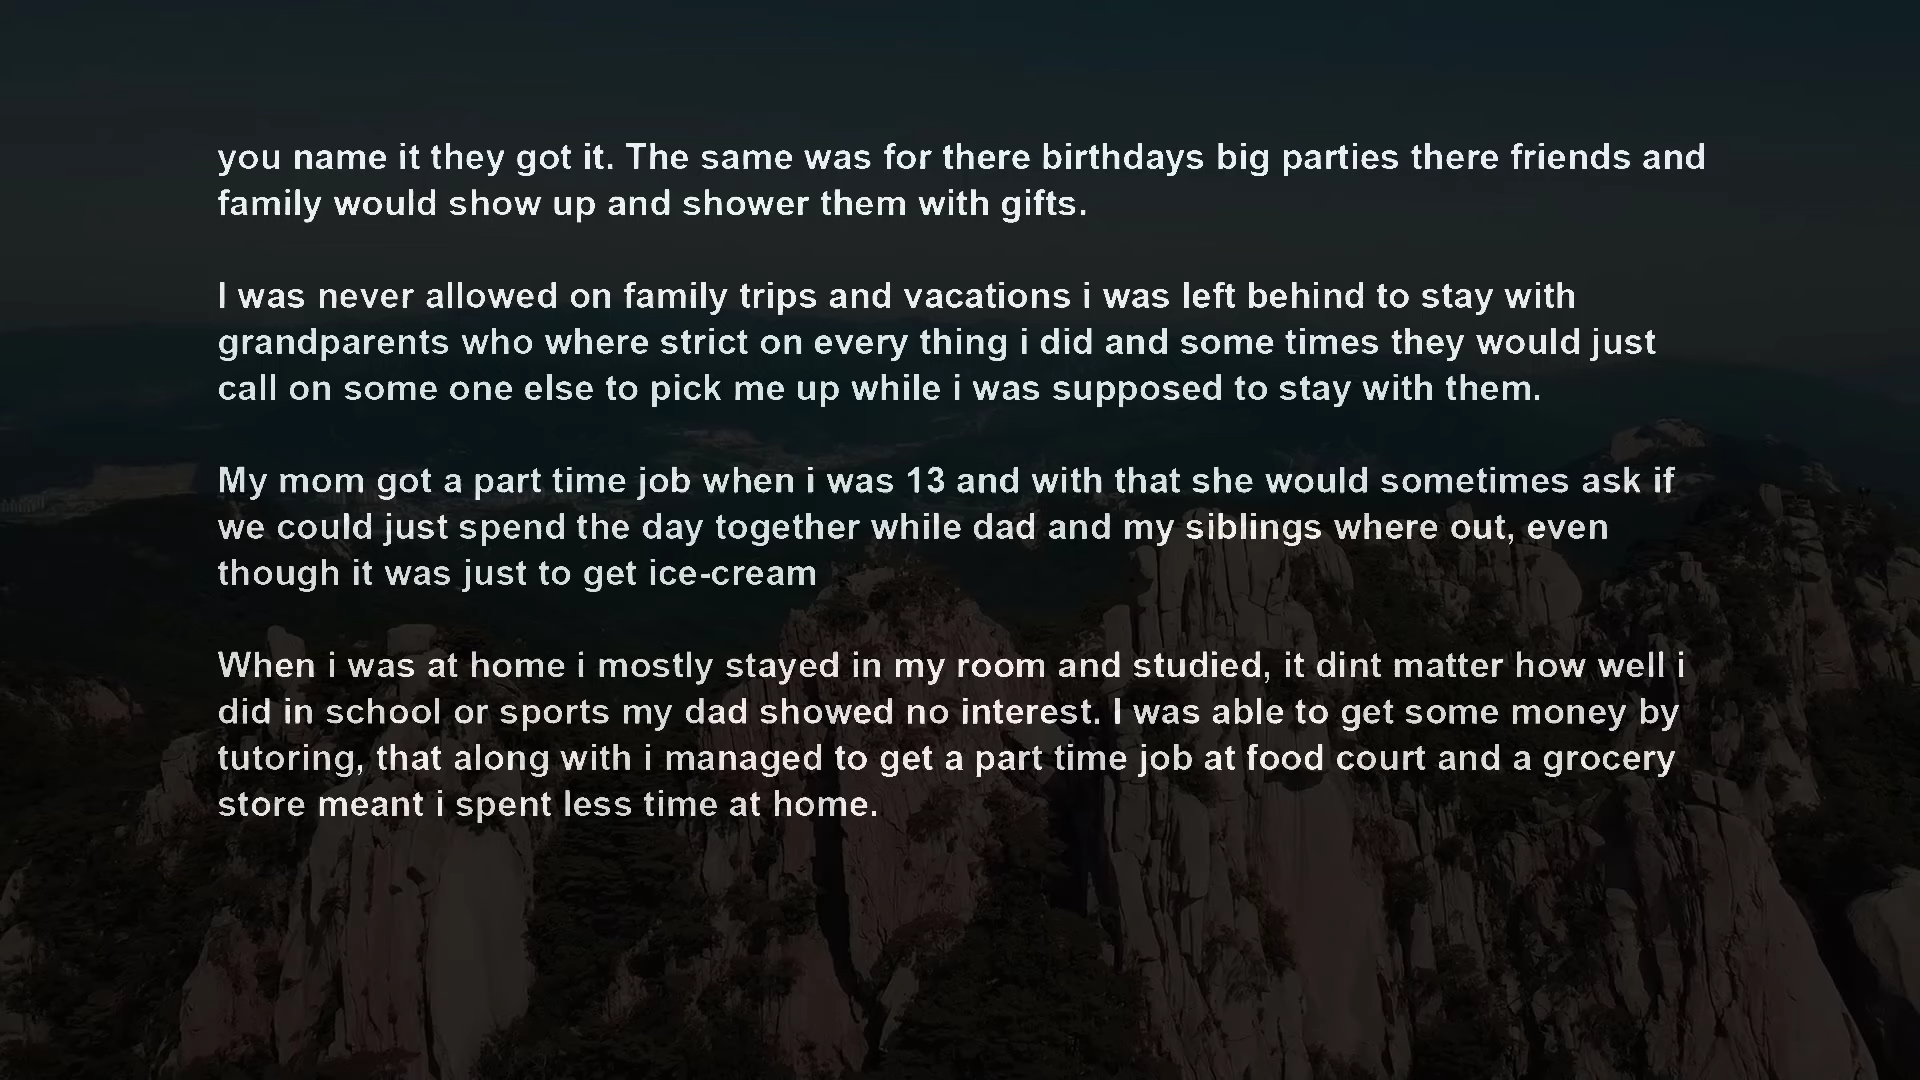 you name it they got it. The same was for there birthdays big parties there friends and
family would show up and shower them with gifts.
I was never allowed on family trips and vacations i was left behind to stay with
grandparents who where strict on every thing i did and some times they would just
call on some one else to pick me up while i was supposed to stay with them.
My mom got a part time job when i was 13 and with that she would sometimes ask if
we could just spend the day together while dad and my siblings where out, even
though it was just to get ice-cream
When i was at home i mostly stayed in my room and studied, it dint matter how well i
did in school or sports my dad showed no interest. I was able to get some money by
tutoring, that along with i managed to get a part time job at food court and a grocery
store meant i spent less time at home.